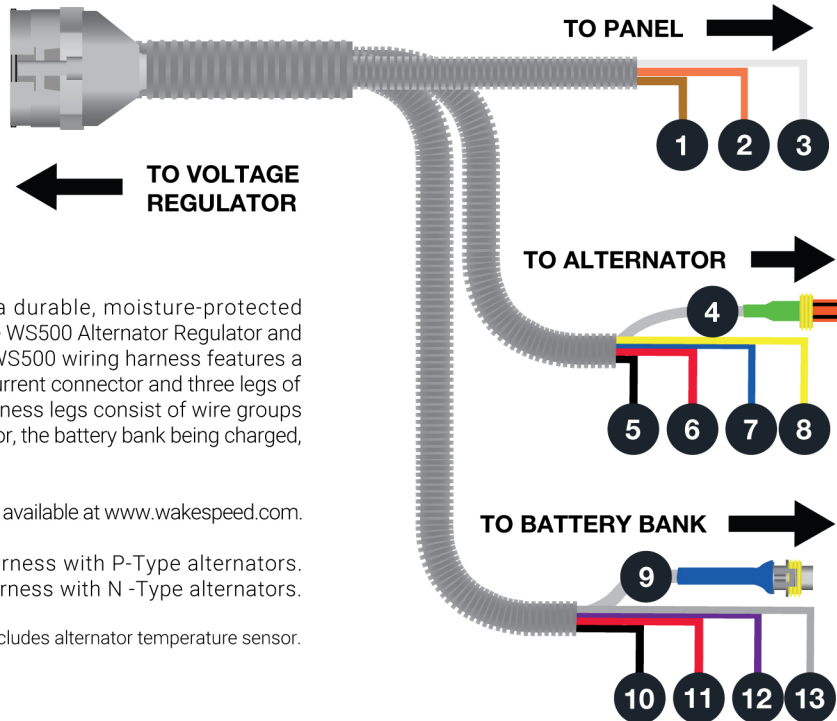 TO PANEL
1 2 3
TO VOLTAGE
REGULATOR
TO ALTERNATOR
4
a durable, moisture-protected
WS500 Alternator Regulator and
WS500 wiring harness features a
urrent connector and three legs of
ness legs consist of wire groups
or, the battery bank being charged,
5 6 7 8
available at www.wakespeed.com.
TO BATTERY BANK
rness with P-Type alternators.
rness with N -Type alternators.
9
cludes alternator temperature sensor.
10 11 12 13